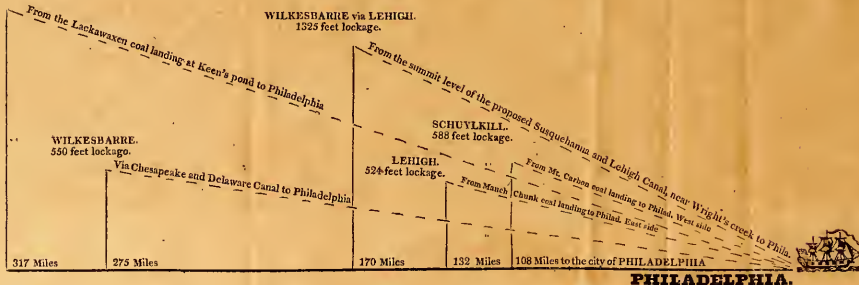 WILKESBARRE via LEHIGH.
1325 feet lockage.
From the Lackawaxen coal landing at Keen's pond to Philadelphia
From the summit level of the proposed Susquehanna and Lehigh Canal, near Wright's creek to Phila.
SCHUYLKILL.
588 feet lockage.
WILKESBARRE.
550 feet lockage.
LEHIGH.
524 feet lockage.
Via Chesapeake and Delaware Canal to Philadelphia
From Mt. Carbon coal landing to Philad. West side
From Mauch Chunk coal landing to Philad. East side
317 Miles
275 Miles
170 Miles
132 Miles
108 Miles to the city of PHILADELPHIA
PHILADELPHIA.